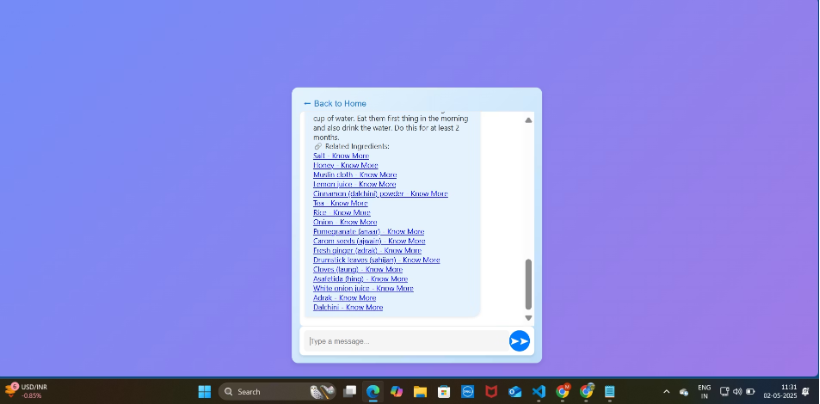 ← Back to Home
cup of water. Eat them first thing in the morning
and also drink the water. Do this for at least 2
months.
🔗 Related Ingredients:
Salt - Know More
Honey - Know More
Muslin cloth - Know More
Lemon juice - Know More
Cinnamon (dalchini) powder - Know More
Tea - Know More
Rice - Know More
Onion - Know More
Pomegranate (anaar) - Know More
Carom seeds (ajwain) - Know More
Fresh ginger (adrak) - Know More
Drumstick leaves (sahijan) - Know More
Cloves (laung) - Know More
Asafetida (hing) - Know More
White onion juice - Know More
Adrak - Know More
Dalchini - Know More
Type a message...
USD/INR
-0.85%
Search
ENG
IN
11:31
02-05-2025